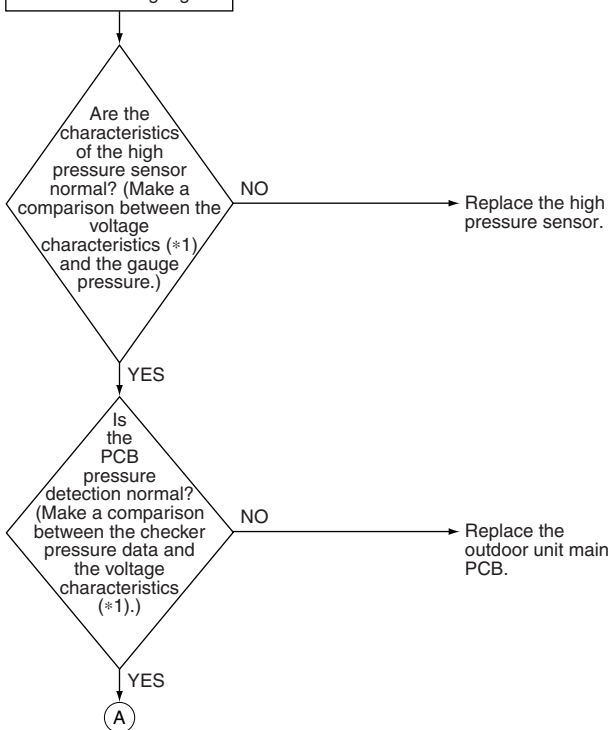 Are the
characteristics
of the high
pressure sensor
normal? (Make a
comparison between the
voltage
characteristics (*1)
and the gauge
pressure.)
NO
Replace the high
pressure sensor.
YES
Is
the
PCB
pressure
detection normal?
(Make a comparison
between the checker
pressure data and
the voltage
characteristics
(*1).)
NO
Replace the
outdoor unit main
PCB.
YES
A